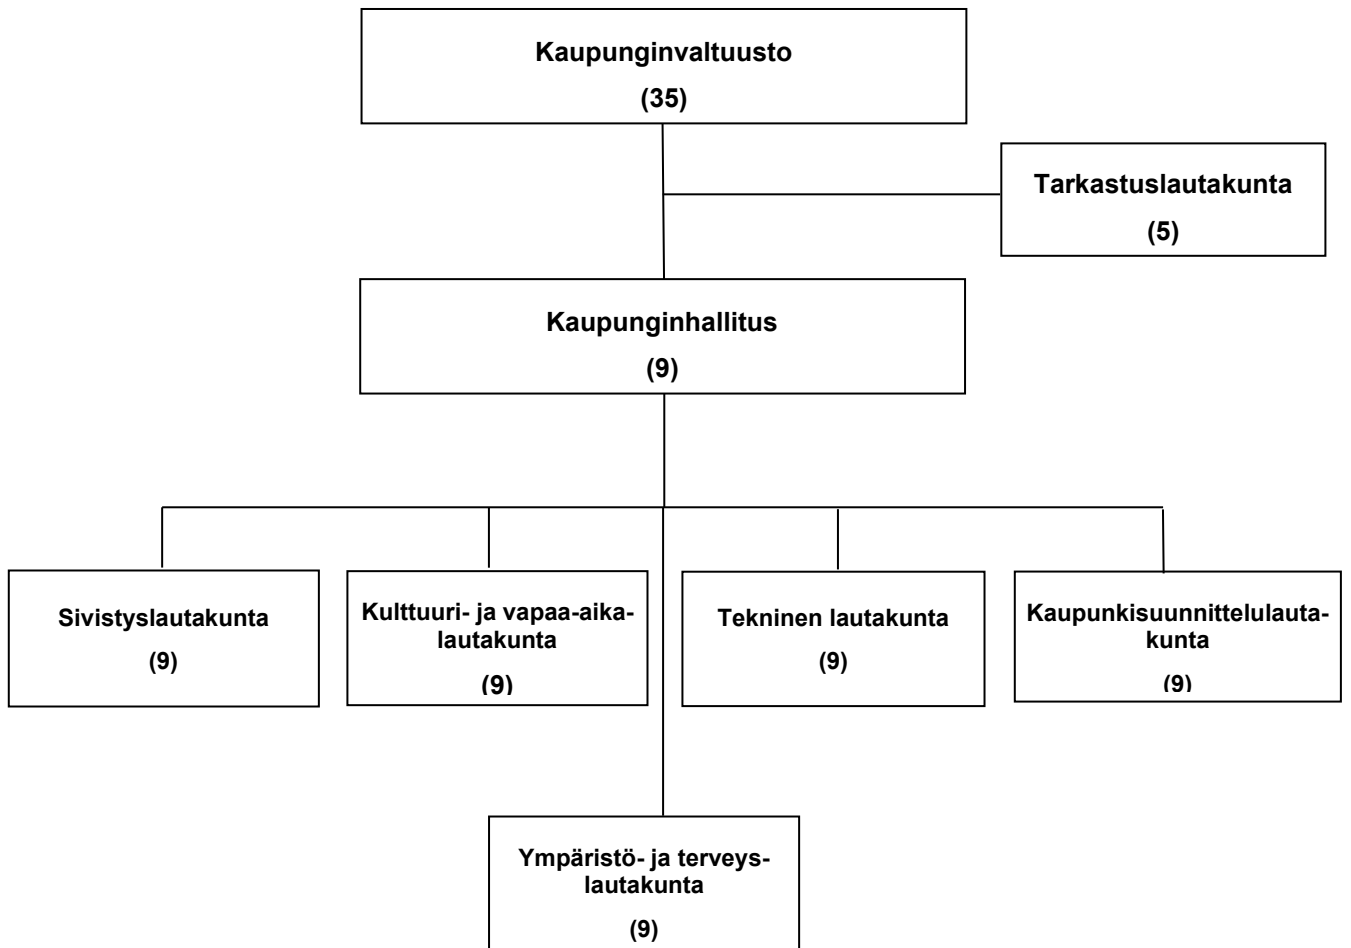 Kaupunginvaltuusto
(35)
Tarkastuslautakunta
(5)
Kaupunginhallitus
(9)
Sivistyslautakunta
(9)
Kulttuuri- ja vapaa-aika-
lautakunta
(9)
Tekninen lautakunta
(9)
Kaupunkisuunnittelulauta-
kunta
(9)
Ympäristö- ja terveys-
lautakunta
(9)